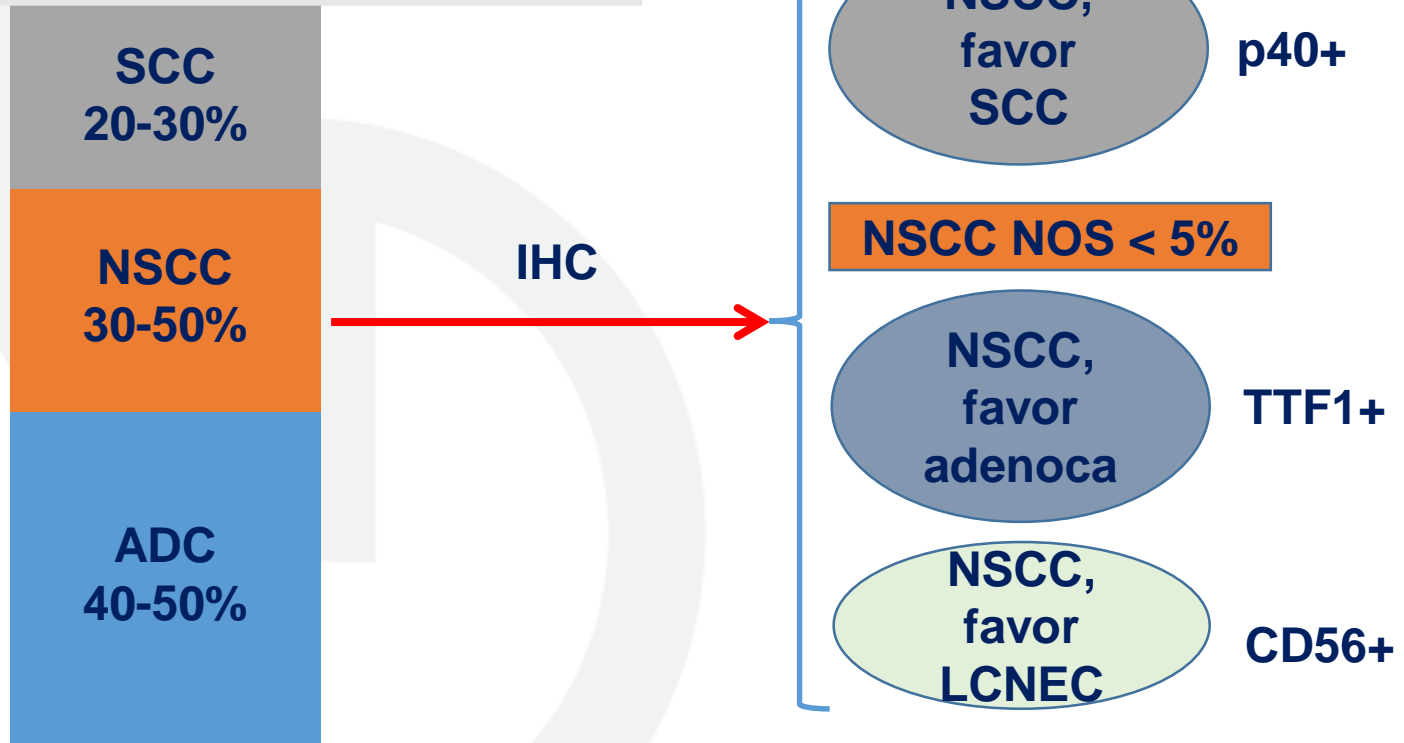 SCC
20-30%
NSCC
30-50%
ADC
40-50%
IHC
NSCC,
favor
SCC
p40+
NSCC NOS < 5%
NSCC,
favor
adenoca
TTF1+
NSCC,
favor
LCNEC
CD56+